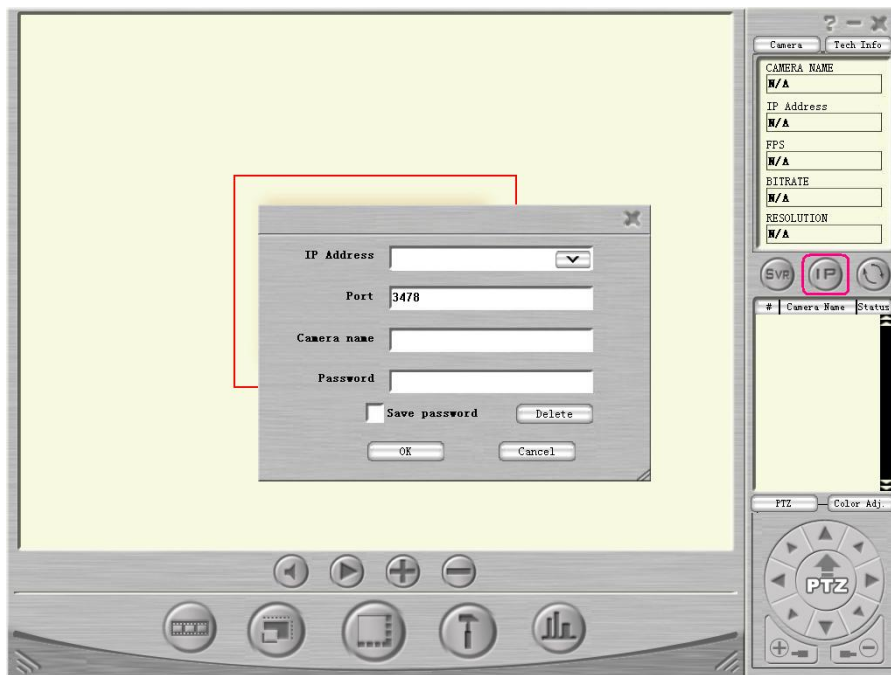 ? - ×
Camera Tech Info
CAMERA NAME
N/A
IP Address
N/A
FPS
N/A
BITRATE
N/A
RESOLUTION
N/A
SVR IP
# Camera Name Status
IP Address
Port 3478
Camera name
Password
Save password Delete
OK Cancel
PTZ Color Adj.
PTZ